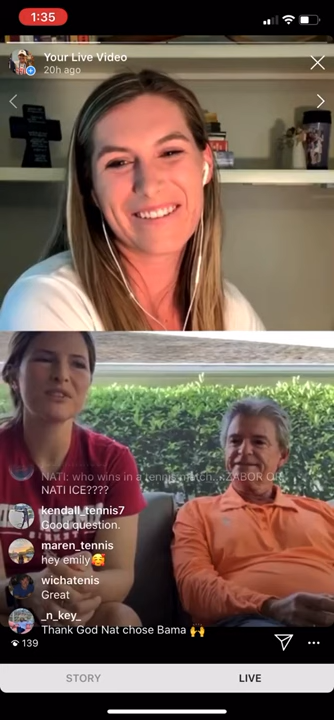 1:35
Your Live Video
20h ago
NATI: who wins in a tennis match. SZABOR OR
NATI ICE????
kendall_tennis7
Good question.
maren_tennis
hey emily🥰
wichatenis
Great
_n_key_
Thank God Nat chose Bama 🙌
139
STORY
LIVE